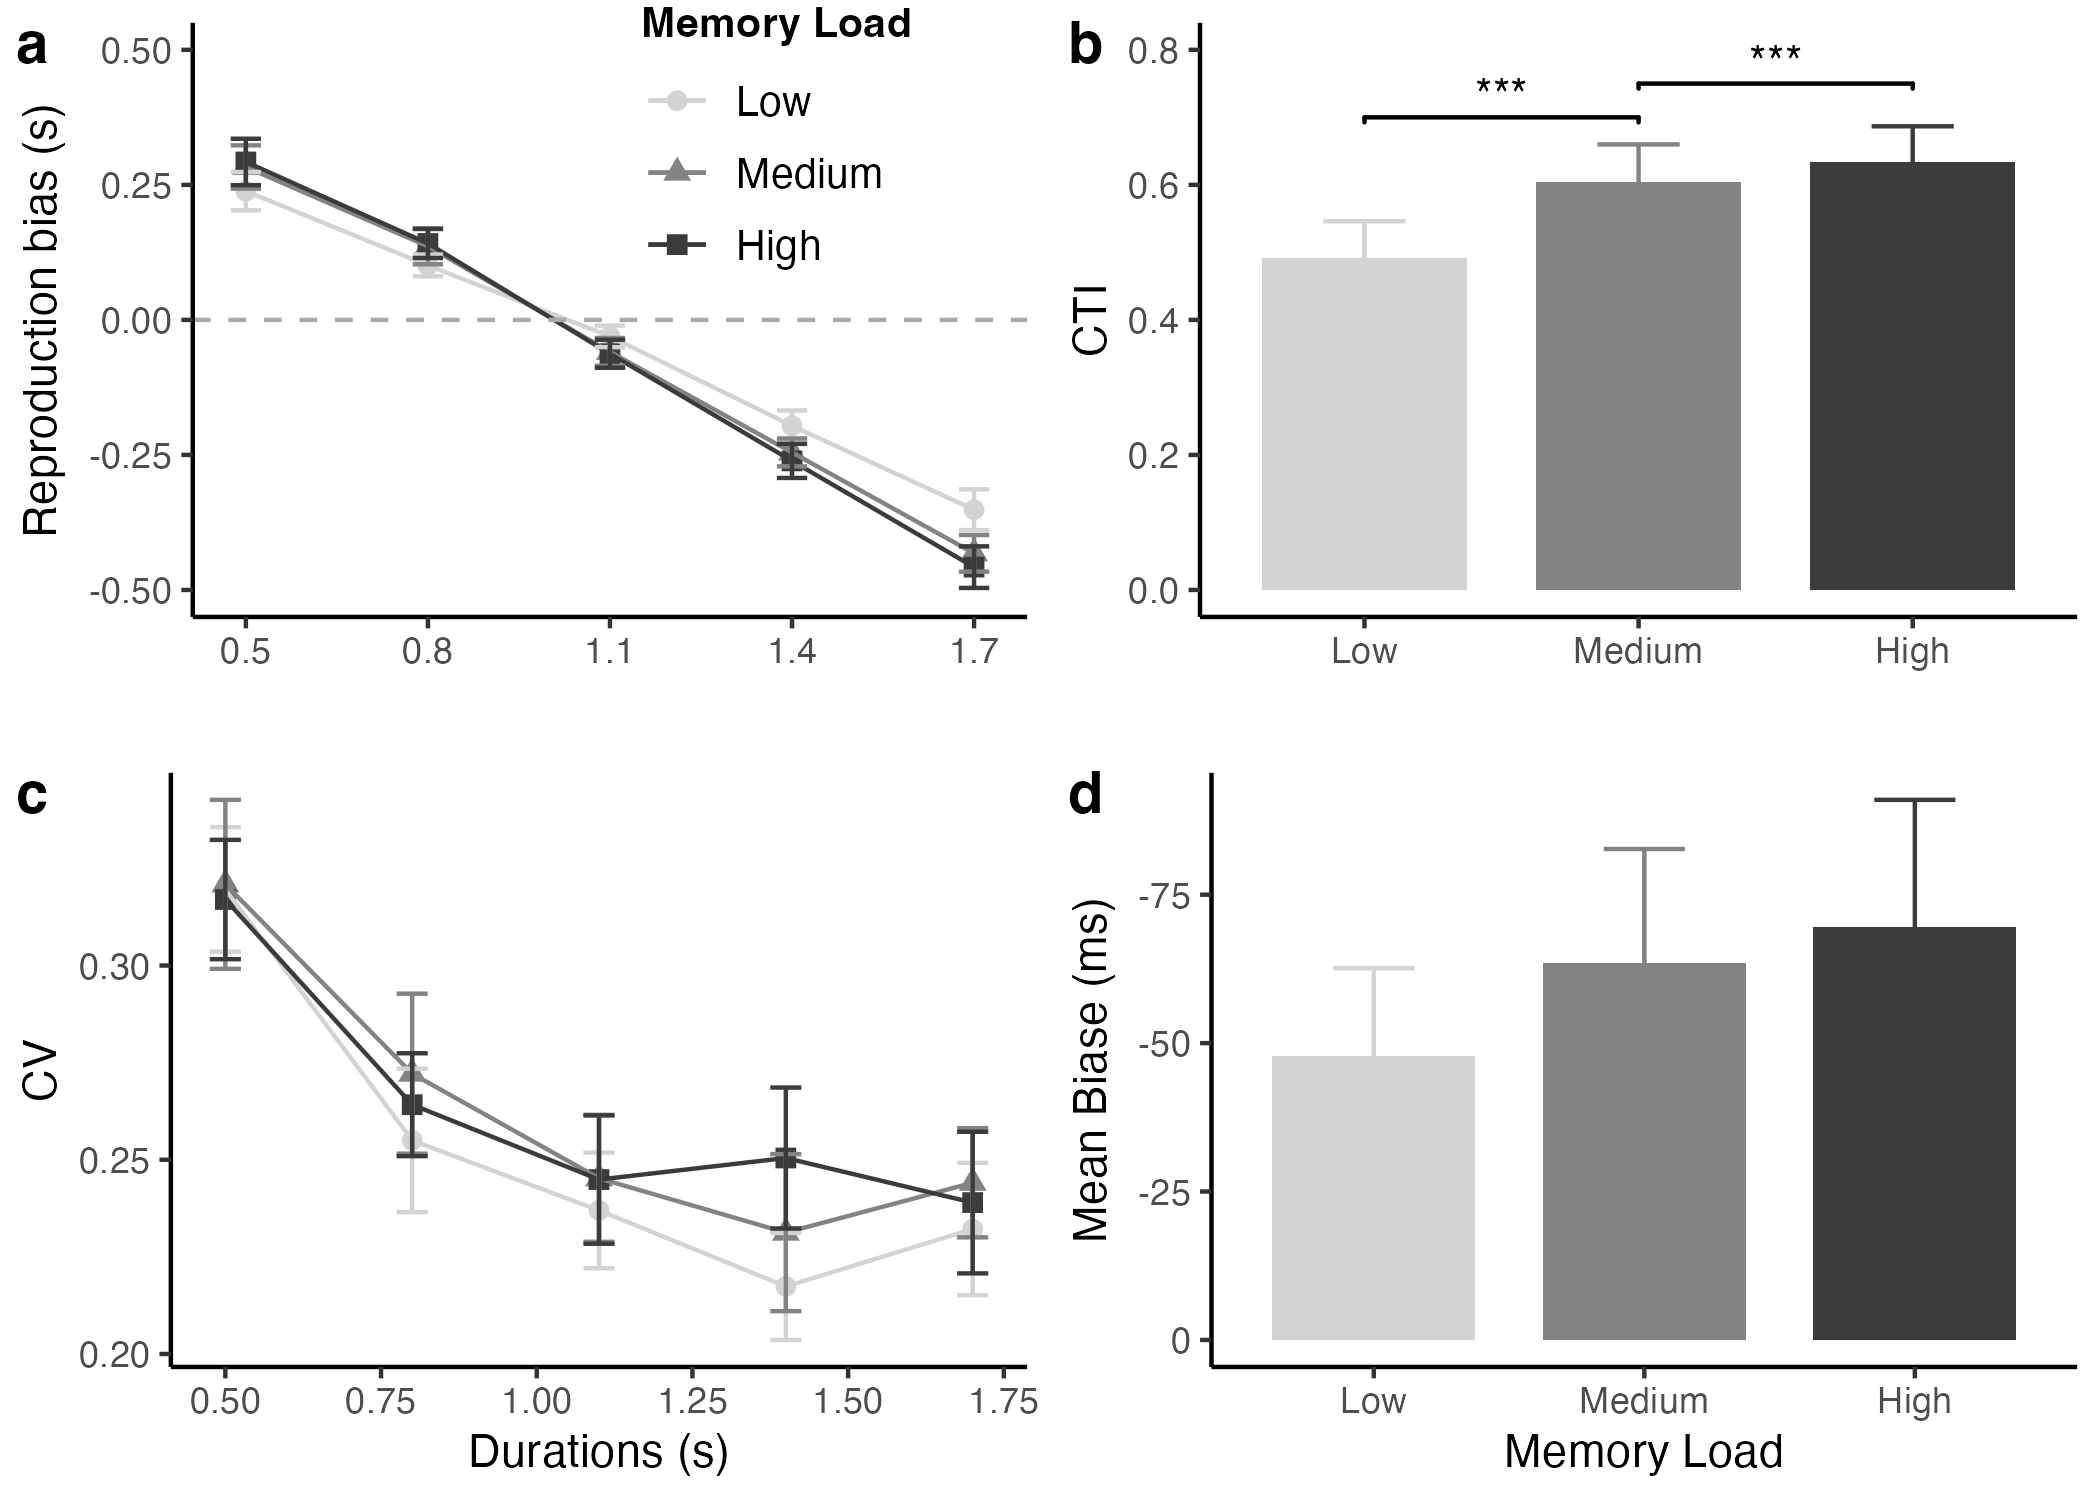 a
Memory Load
Low
Medium
High
Reproduction bias (s)
0.50
0.25
0.00
-0.25
-0.50
0.5 0.8 1.1 1.4 1.7
b
CTI
0.8
0.6
0.4
0.2
0.0
***
***
Low Medium High
c
CV
0.30
0.25
0.20
0.50 0.75 1.00 1.25 1.50 1.75
Durations (s)
d
Mean Biase (ms)
-75
-50
-25
0
Low Medium High
Memory Load